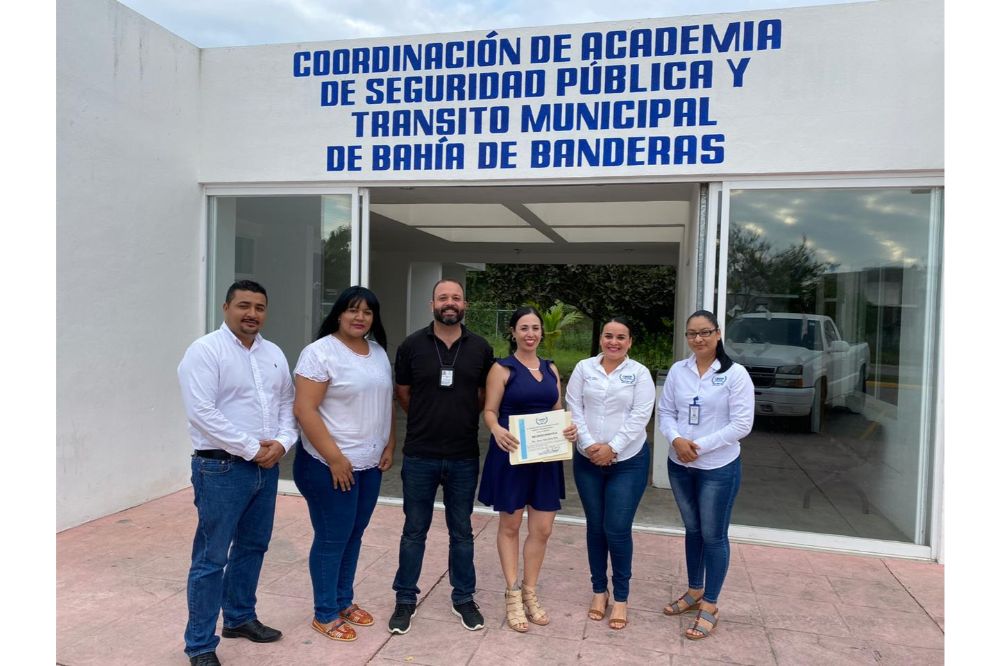 COORDINACIÓN DE ACADEMIA
DE SEGURIDAD PÚBLICA Y
TRANSITO MUNICIPAL
DE BAHÍA DE BANDERAS